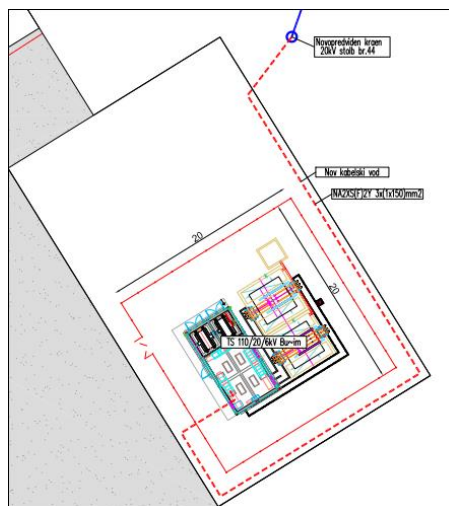 Novopredviden kraen
20kV stolb br.44
Nov kabelski vod
NA2XS(F)2Y 3x(1x150)mm2
20
20
TS 110/20/6kV Bu~im